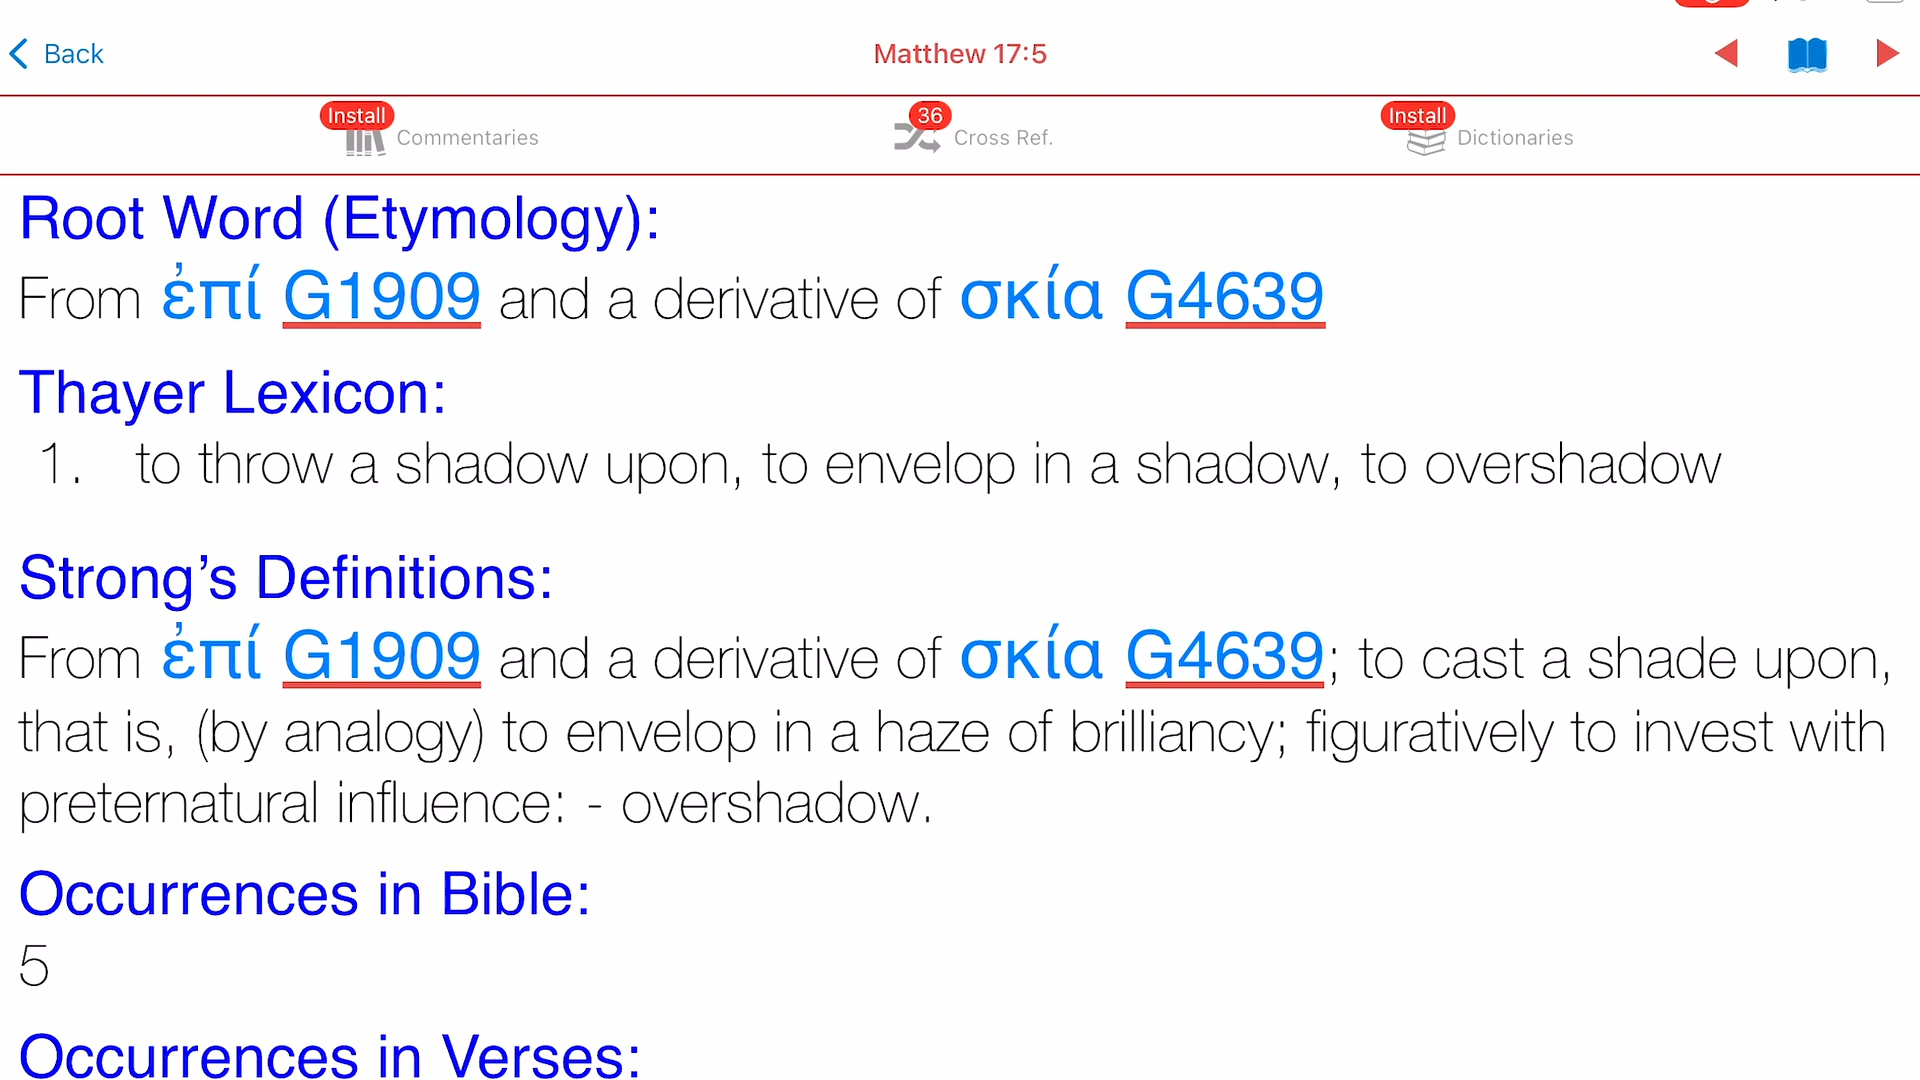 Back
Matthew 17:5
Install
Commentaries
36
Cross Ref.
Install
Dictionaries
Root Word (Etymology):
From ἐπί G1909 and a derivative of σκία G4639
Thayer Lexicon:
1. to throw a shadow upon, to envelop in a shadow, to overshadow
Strong’s Definitions:
From ἐπί G1909 and a derivative of σκία G4639; to cast a shade upon,
that is, (by analogy) to envelop in a haze of brilliancy; figuratively to invest with
preternatural influence: - overshadow.
Occurrences in Bible:
5
Occurrences in Verses: